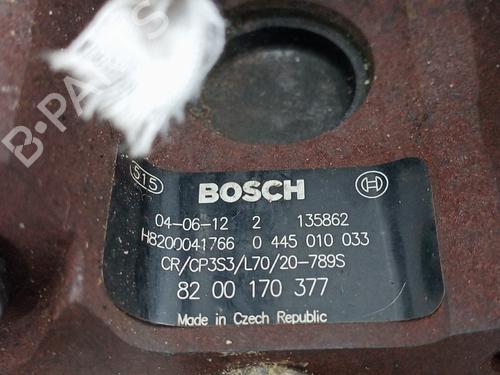 B-PARTS
515 BOSCH
04-06-12 2 135862
H8200041766 0 445 010 033
CR/CP3S3/L70/20-789S
82 00 170 377
Made in Czech Republic